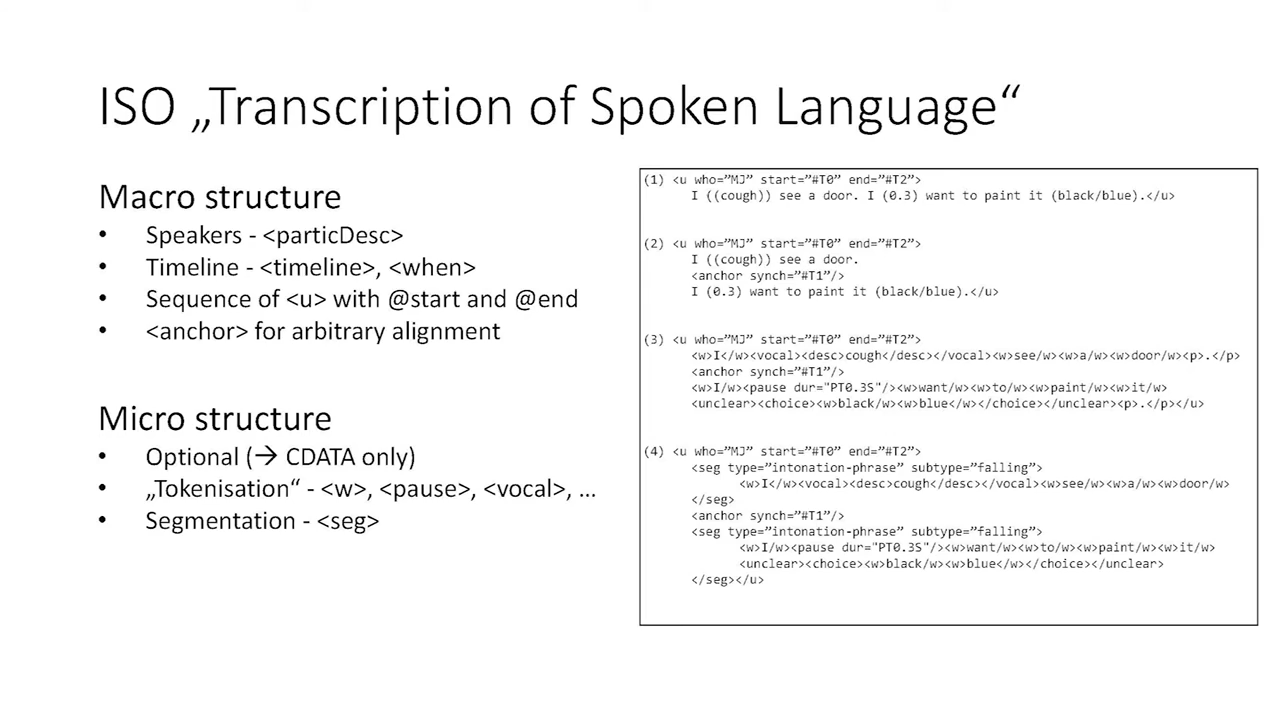 ISO „Transcription of Spoken Language“
Macro structure
• Speakers - <particDesc>
• Timeline - <timeline>, <when>
• Sequence of <u> with @start and @end
• <anchor> for arbitrary alignment
Micro structure
• Optional (→ CDATA only)
• „Tokenisation“ - <w>, <pause>, <vocal>, ...
• Segmentation - <seg>
(1) <u who=”MJ” start=”#T0” end=”#T2”>
I ((cough)) see a door. I (0.3) want to paint it (black/blue).</u>
(2) <u who=”MJ” start=”#T0” end=”#T2”>
I ((cough)) see a door.
<anchor synch=”#T1”/>
I (0.3) want to paint it (black/blue).</u>
(3) <u who=”MJ” start=”#T0” end=”#T2”>
<w>I</w><vocal><desc>cough</desc></vocal><w>see/w><w>a/w><w>door/w><p>.</p>
<anchor synch=”#T1”/>
<w>I/w><pause dur="PT0.3S"/><w>want/w><w>to/w><w>paint/w><w>it/w>
<unclear><choice><w>black/w><w>blue</w></choice></unclear><p>.</p></u>
(4) <u who=”MJ” start=”#T0” end=”#T2”>
<seg type=”intonation-phrase” subtype=”falling”>
<w>I</w><vocal><desc>cough</desc></vocal><w>see/w><w>a/w><w>door/w>
</seg>
<anchor synch=”#T1”/>
<seg type=”intonation-phrase” subtype=”falling”>
<w>I/w><pause dur="PT0.3S"/><w>want/w><w>to/w><w>paint/w><w>it/w>
<unclear><choice><w>black/w><w>blue</w></choice></unclear>
</seg></u>